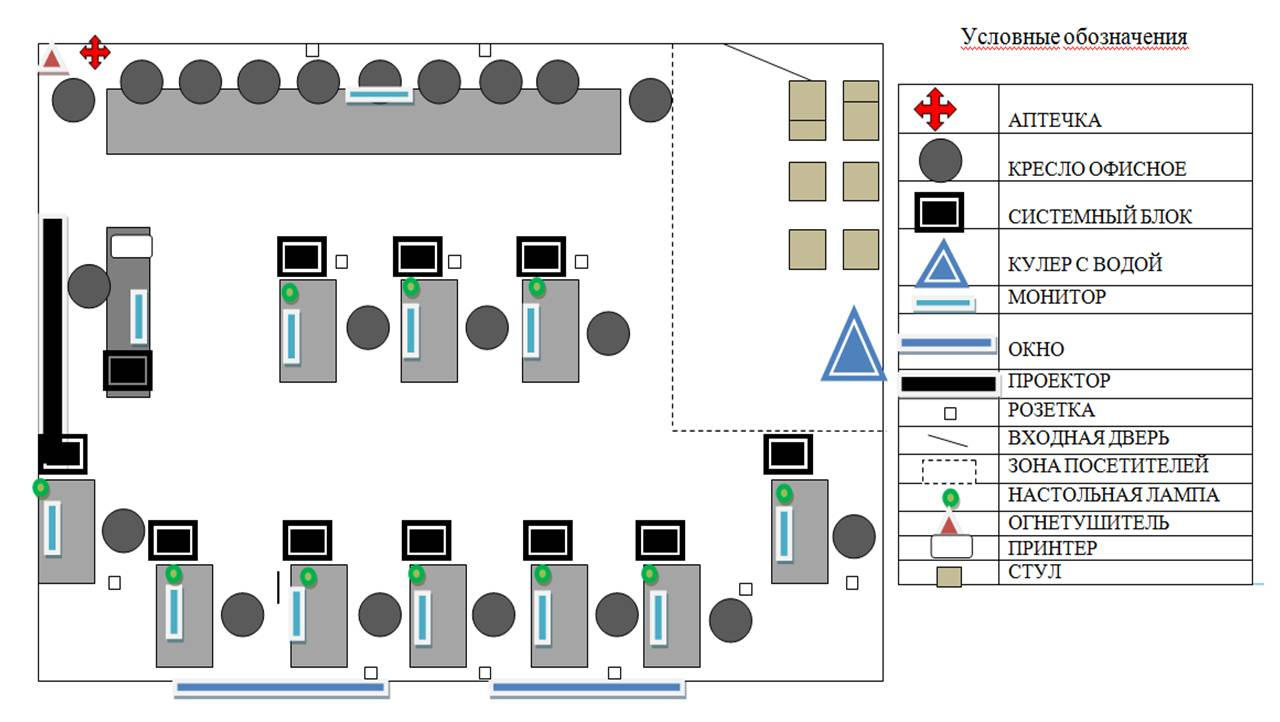 Условные обозначения
АПТЕЧКА
КРЕСЛО ОФИСНОЕ
СИСТЕМНЫЙ БЛОК
КУЛЕР С ВОДОЙ
МОНИТОР
ОКНО
ПРОЕКТОР
РОЗЕТКА
ВХОДНАЯ ДВЕРЬ
ЗОНА ПОСЕТИТЕЛЕЙ
НАСТОЛЬНАЯ ЛАМПА
ОГНЕТУШИТЕЛЬ
ПРИНТЕР
СТУЛ